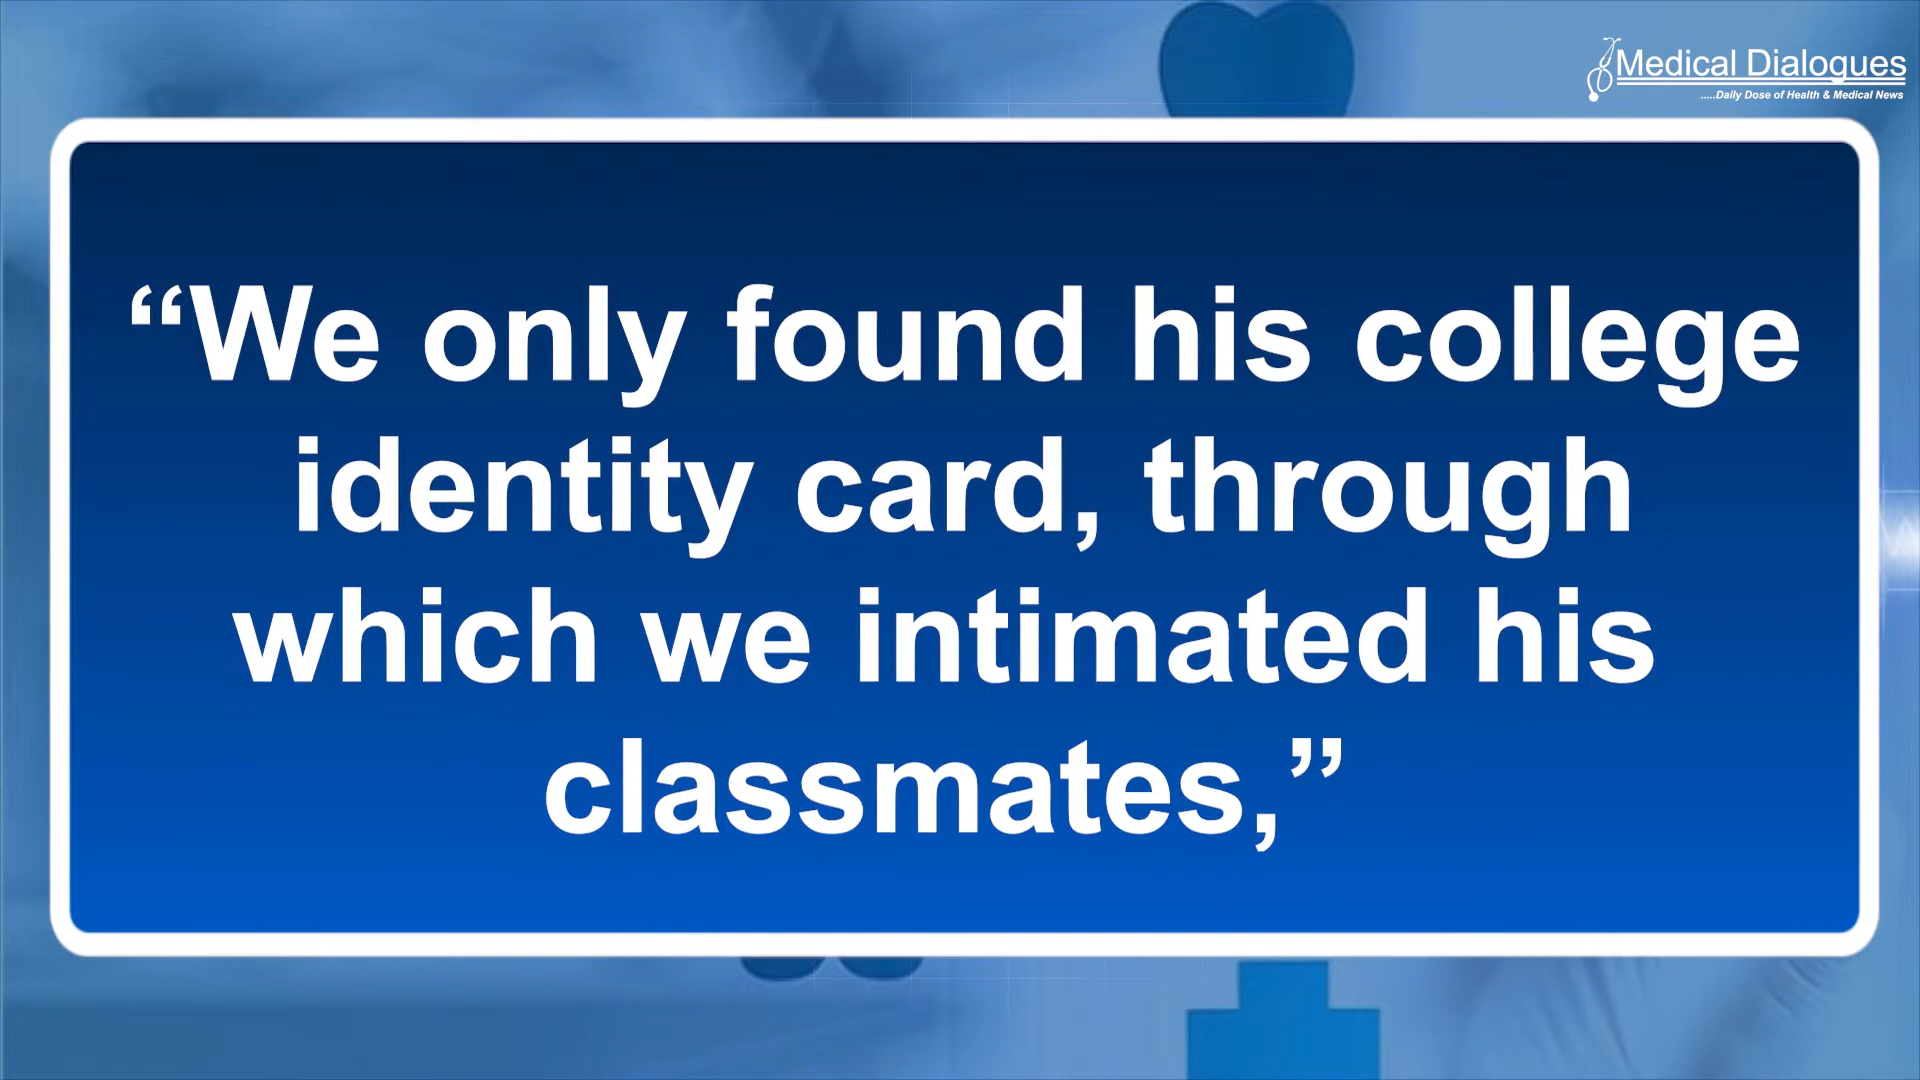 Medical Dialogues
.....Daily Dose of Health & Medical News
“We only found his college
identity card, through
which we intimated his
classmates,”